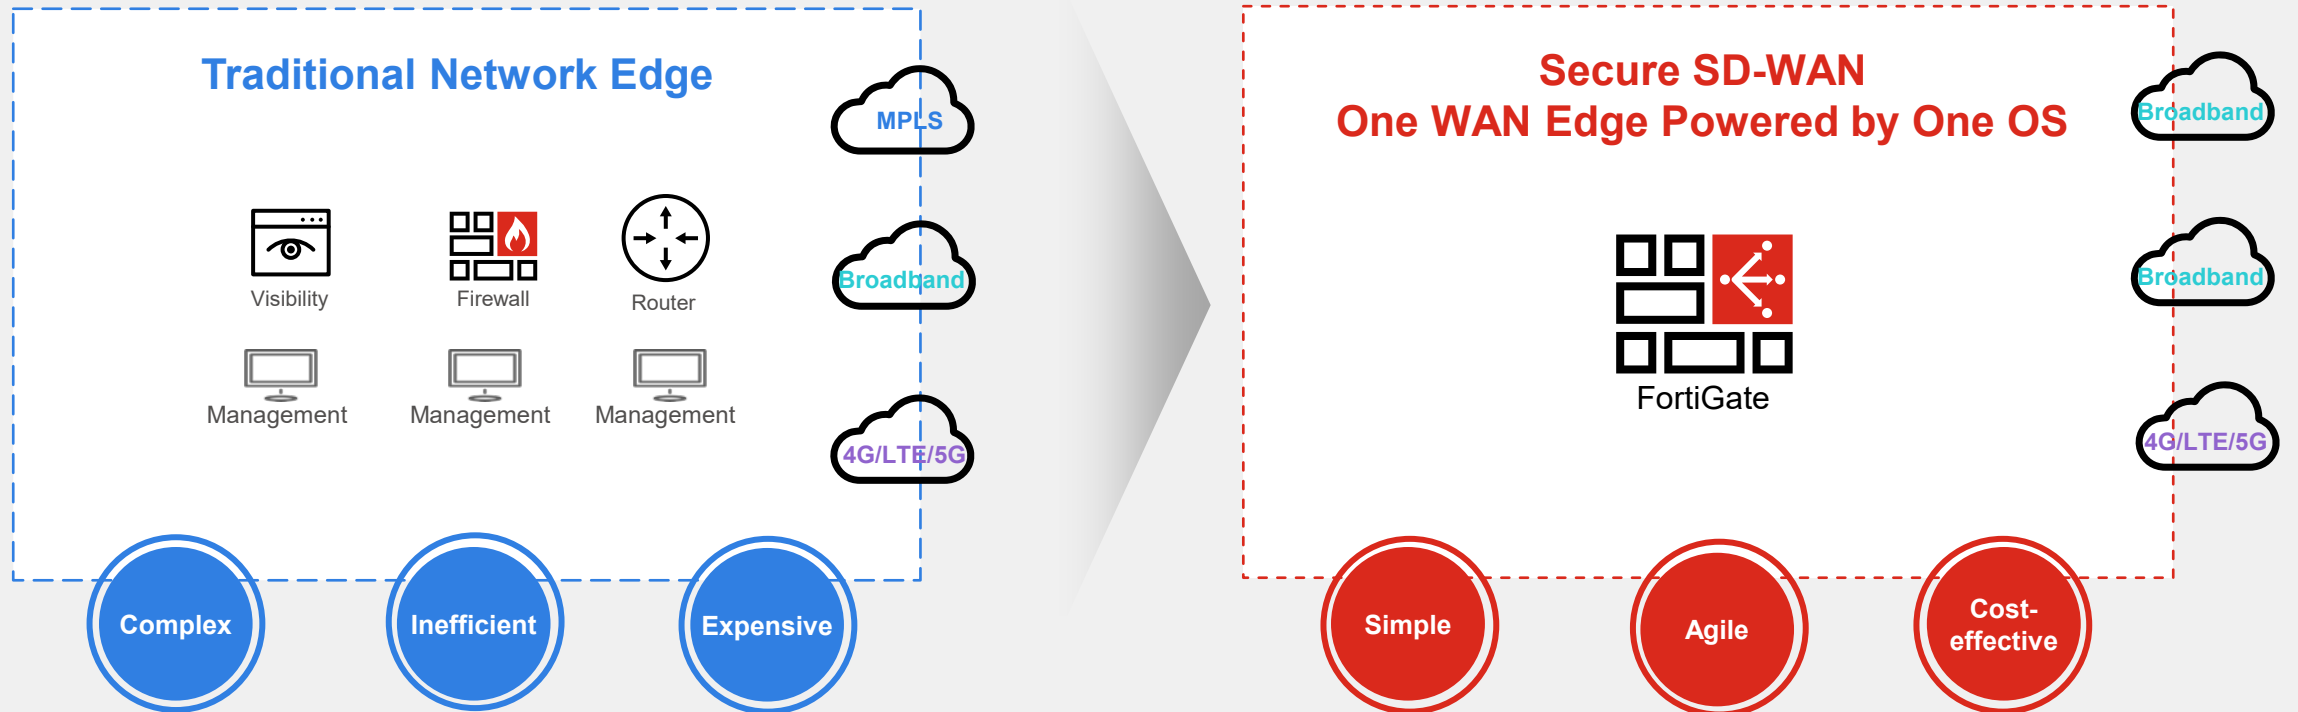 Traditional Network Edge
MPLS
Broadband
4G/LTE/5G
Visibility
Firewall
Router
Management
Management
Management
Complex
Inefficient
Expensive
Secure SD-WAN
One WAN Edge Powered by One OS
Broadband
Broadband
4G/LTE/5G
FortiGate
Simple
Agile
Cost-
effective